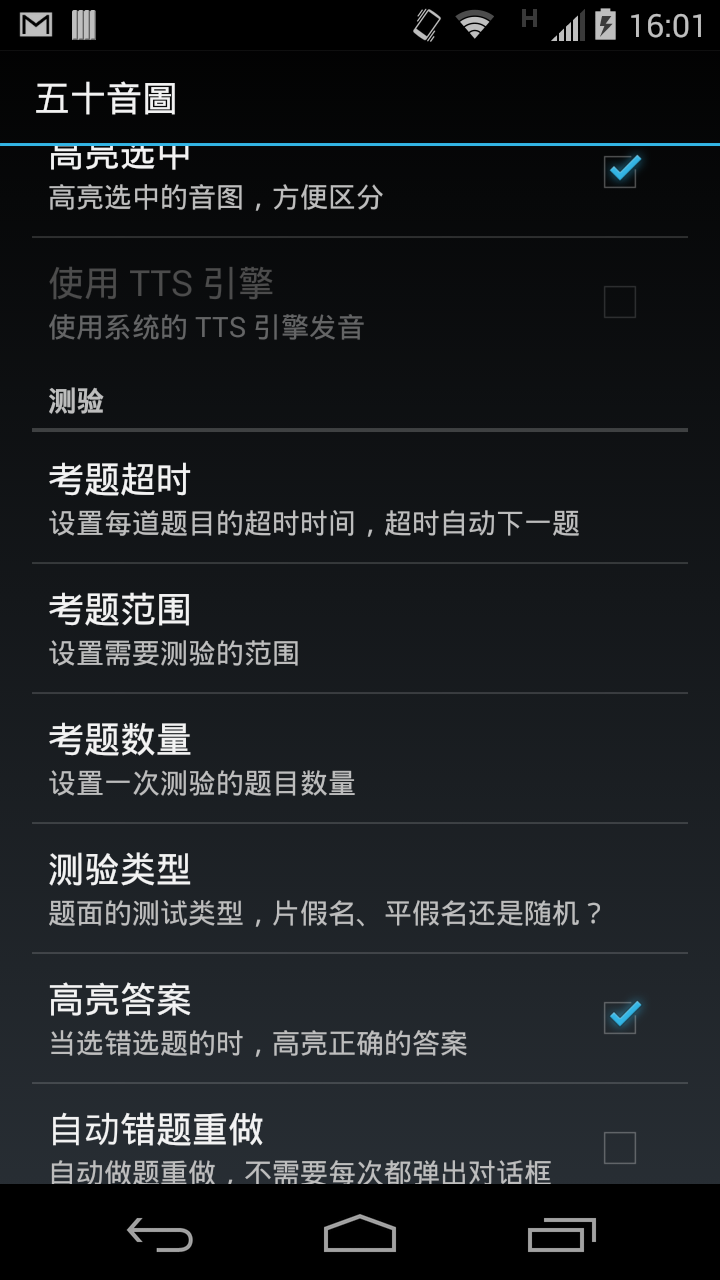 H
16:01
五十音圖
高亮选中
高亮选中的音图，方便区分
使用 TTS 引擎
使用系统的 TTS 引擎发音
测验
考题超时
设置每道题目的超时时间，超时自动下一题
考题范围
设置需要测验的范围
考题数量
设置一次测验的题目数量
测验类型
题面的测试类型，片假名、平假名还是随机？
高亮答案
当选错选题的时，高亮正确的答案
自动错题重做
自动做题重做，不需要每次都弹出对话框